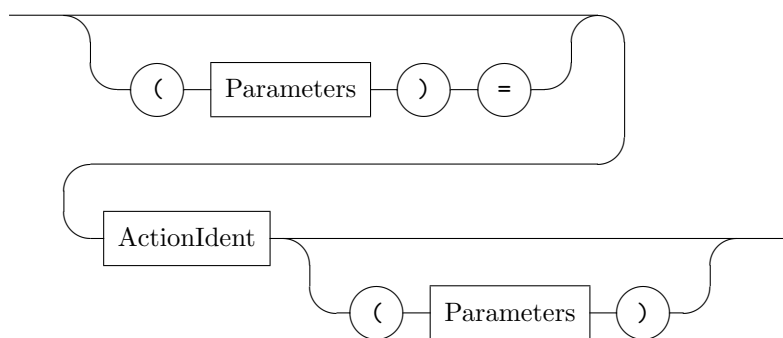 ( Parameters ) =
ActionIdent
( Parameters )